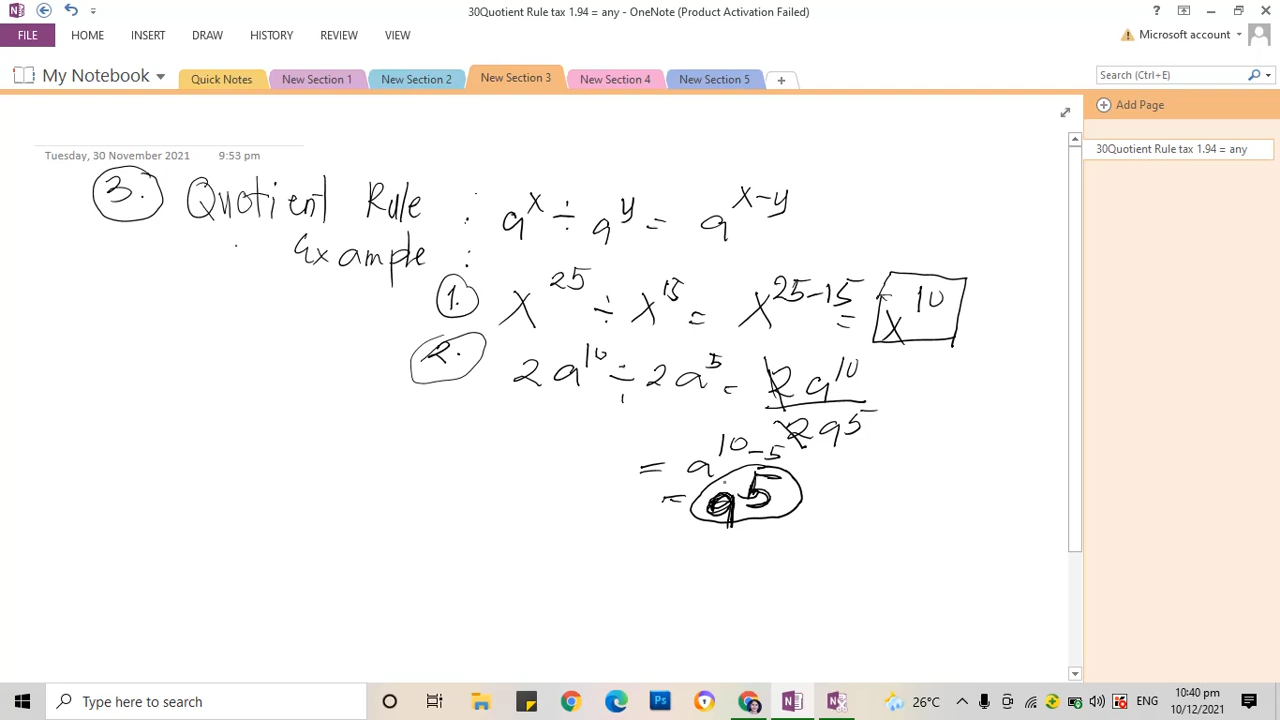 30Quotient Rule tax 1.94 = any - OneNote (Product Activation Failed)
FILE HOME INSERT DRAW HISTORY REVIEW VIEW
Microsoft account
My Notebook
Quick Notes New Section 1 New Section 2 New Section 3 New Section 4 New Section 5
Search (Ctrl+E)
Add Page
30Quotient Rule tax 1.94 = any
Tuesday, 30 November 2021 9:53 pm
3. Quotient Rule : a^x ÷ a^y = a^(x-y)
Example :
1. x^25 ÷ x^15 = x^(25-15) = x^10
2. 2a^10 ÷ 2a^5 = 2a^10 / 2a^5
= a^(10-5)
= a^5
Type here to search
Ps
26°C
ENG
10:40 pm
10/12/2021